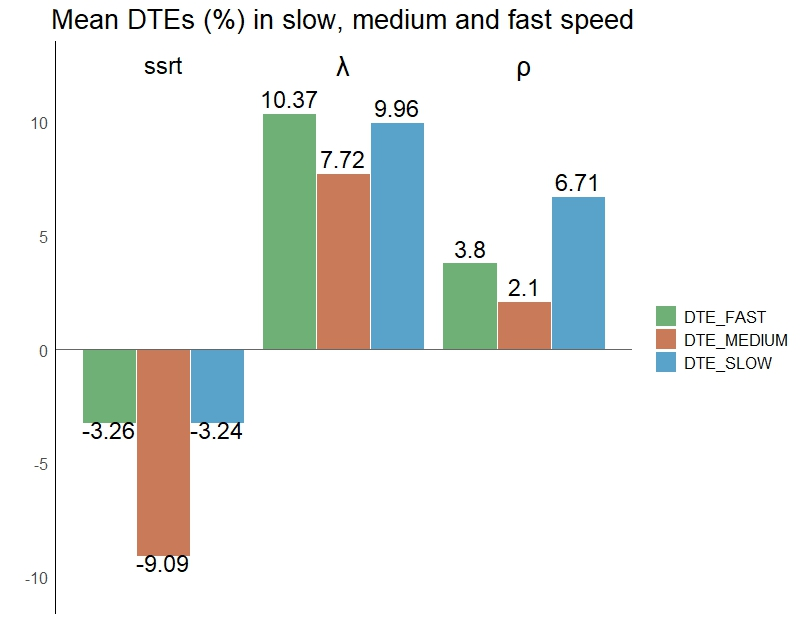 Mean DTEs (%) in slow, medium and fast speed
ssrt λ ρ
10.37 7.72 9.96
3.8 2.1 6.71
-3.26 -9.09 -3.24
10
5
0
-5
-10
DTE_FAST
DTE_MEDIUM
DTE_SLOW